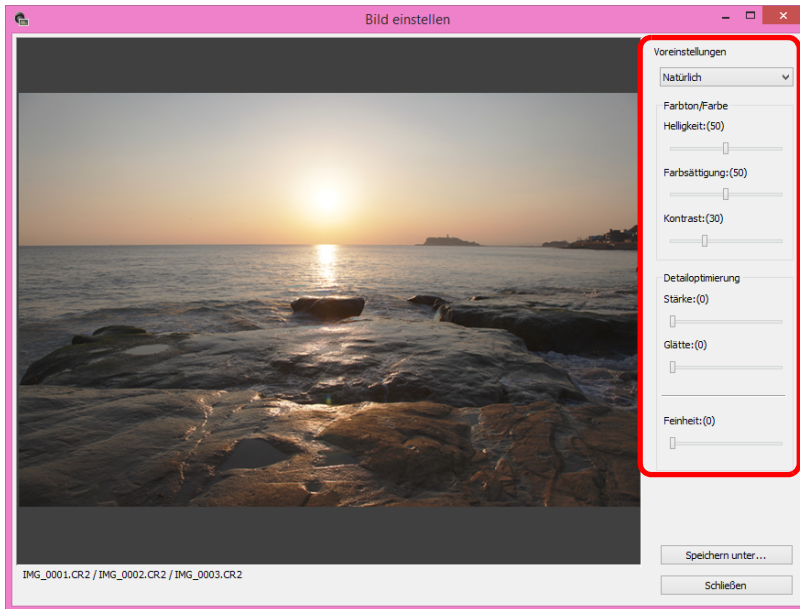 Bild einstellen
Voreinstellungen
Natürlich
Farbton/Farbe
Helligkeit:(50)
Farbsättigung:(50)
Kontrast:(30)
Detailoptimierung
Stärke:(0)
Glätte:(0)
Feinheit:(0)
Speichern unter...
Schließen
IMG_0001.CR2 / IMG_0002.CR2 / IMG_0003.CR2